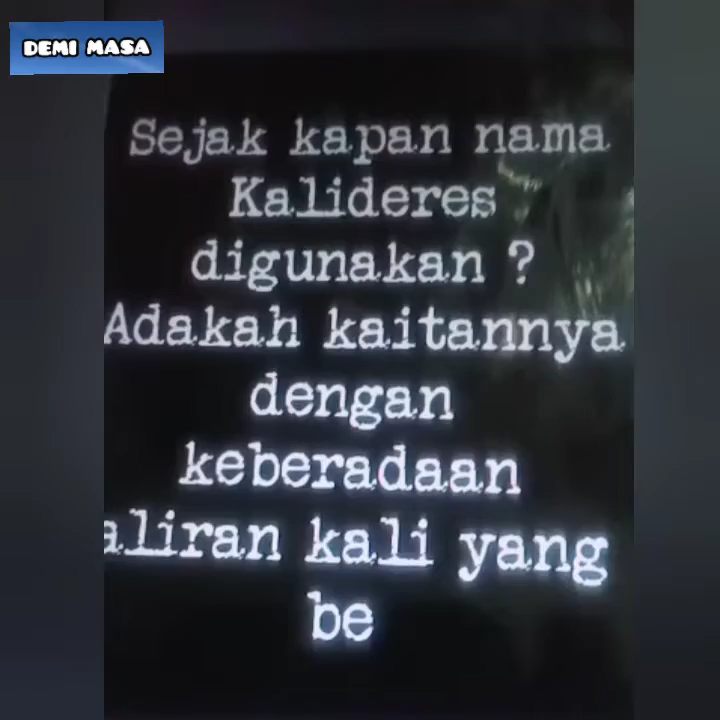 DEMI MASA
Sejak kapan nama
Kalideres
digunakan ?
Adakah kaitannya
dengan
keberadaan
aliran kali yang
be